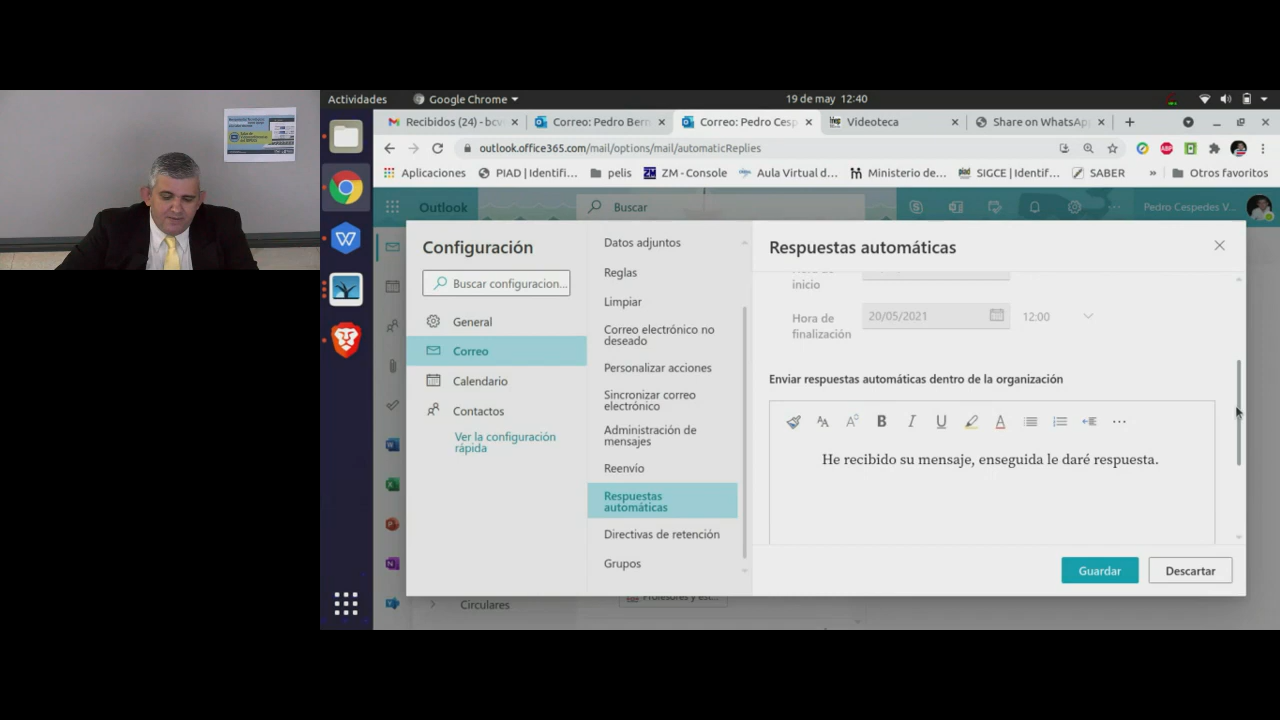 Actividades
Google Chrome
19 de may 12:40
Recibidos (24) - bcv
Correo: Pedro Bern
Correo: Pedro Cesp
Videoteca
Share on WhatsAp
outlook.office365.com/mail/options/mail/automaticReplies
Aplicaciones
PIAD | Identifi...
pelis
ZM - Console
Aula Virtual d...
Ministerio de...
SIGCE | Identif...
SABER
»
Otros favoritos
Outlook
Buscar
Pedro Cespedes V...
Configuración
Buscar configuracion...
General
Correo
Calendario
Contactos
Ver la configuración
rápida
Datos adjuntos
Reglas
Limpiar
Correo electrónico no
deseado
Personalizar acciones
Sincronizar correo
electrónico
Administración de
mensajes
Reenvío
Respuestas
automáticas
Directivas de retención
Grupos
Respuestas automáticas
inicio
Hora de
finalización
20/05/2021
12:00
Enviar respuestas automáticas dentro de la organización
He recibido su mensaje, enseguida le daré respuesta.
Guardar
Descartar
Circulares